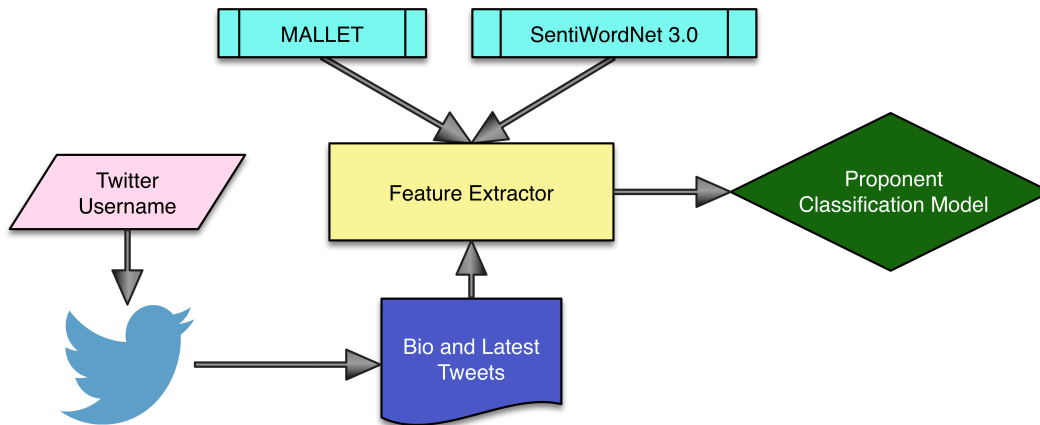 MALLET
SentiWordNet 3.0
Twitter
Username
Feature Extractor
Proponent
Classification Model
Bio and Latest
Tweets